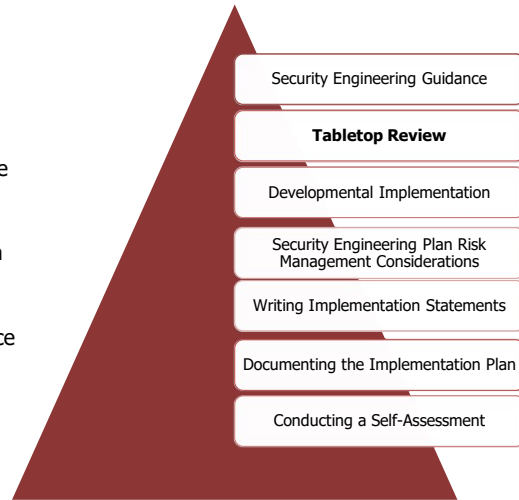 Security Engineering Guidance
Tabletop Review
Developmental Implementation
Security Engineering Plan Risk
Management Considerations
Writing Implementation Statements
Documenting the Implementation Plan
Conducting a Self-Assessment